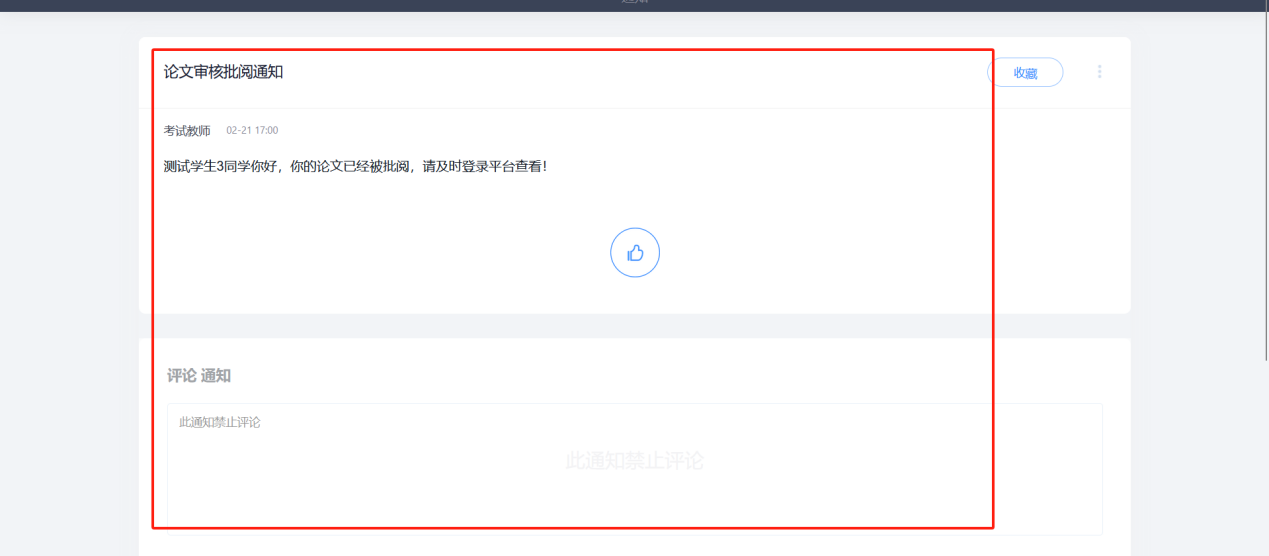 论文审核批阅通知
收藏
考试教师 02-21 17:00
测试学生3同学你好，你的论文已经被批阅，请及时登录平台查看！
评论 通知
此通知禁止评论
此通知禁止评论